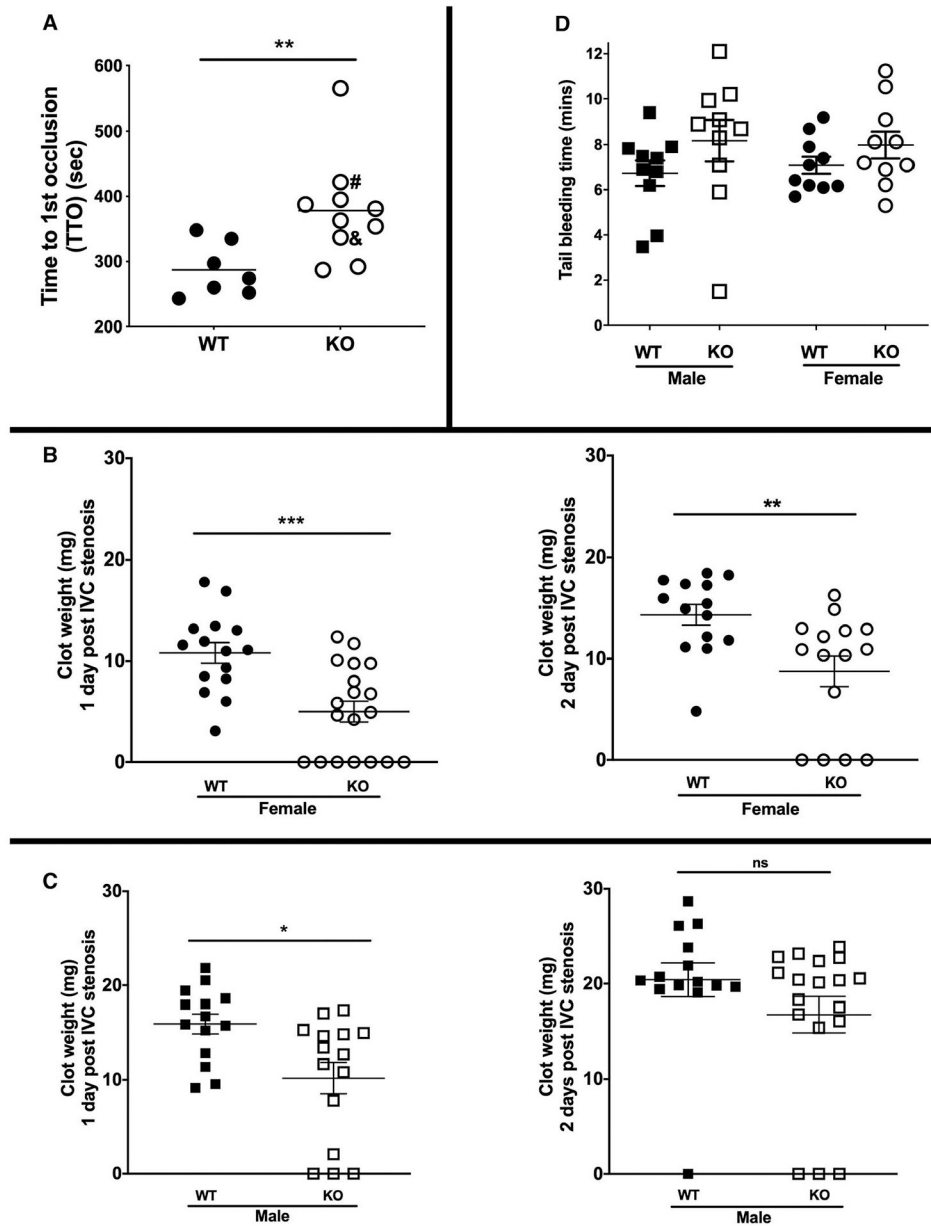 A
**
Time to 1st occlusion
(TTO) (sec)
600
500
400
300
200
#
&
WT
KO
D
Tail bleeding time (mins)
12
10
8
6
4
2
0
WT
KO
WT
KO
Male
Female
B
Clot weight (mg)
1 day post IVC stenosis
30
20
10
0
***
WT
KO
Female
Clot weight (mg)
2 day post IVC stenosis
30
20
10
0
**
WT
KO
Female
C
Clot weight (mg)
1 day post IVC stenosis
30
20
10
0
*
WT
KO
Male
Clot weight (mg)
2 days post IVC stenosis
30
20
10
0
ns
WT
KO
Male